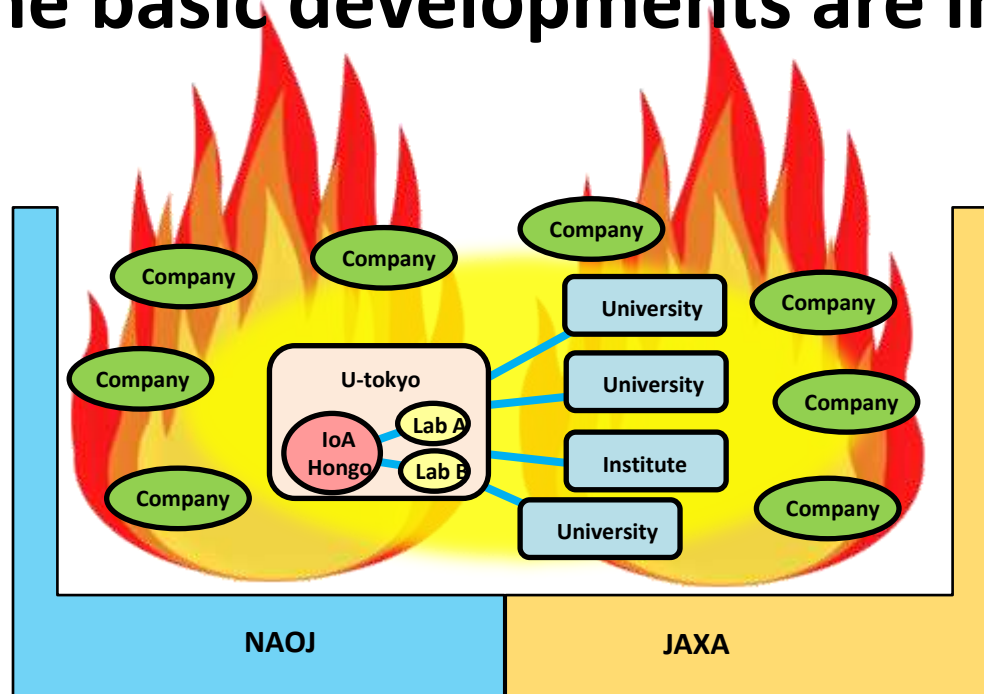 he basic developments are in
Company
Company
Company
University
Company
Company
U-tokyo
University
Company
Lab A
IoA
Hongo
Lab B
Institute
Company
Company
University
NAOJ
JAXA